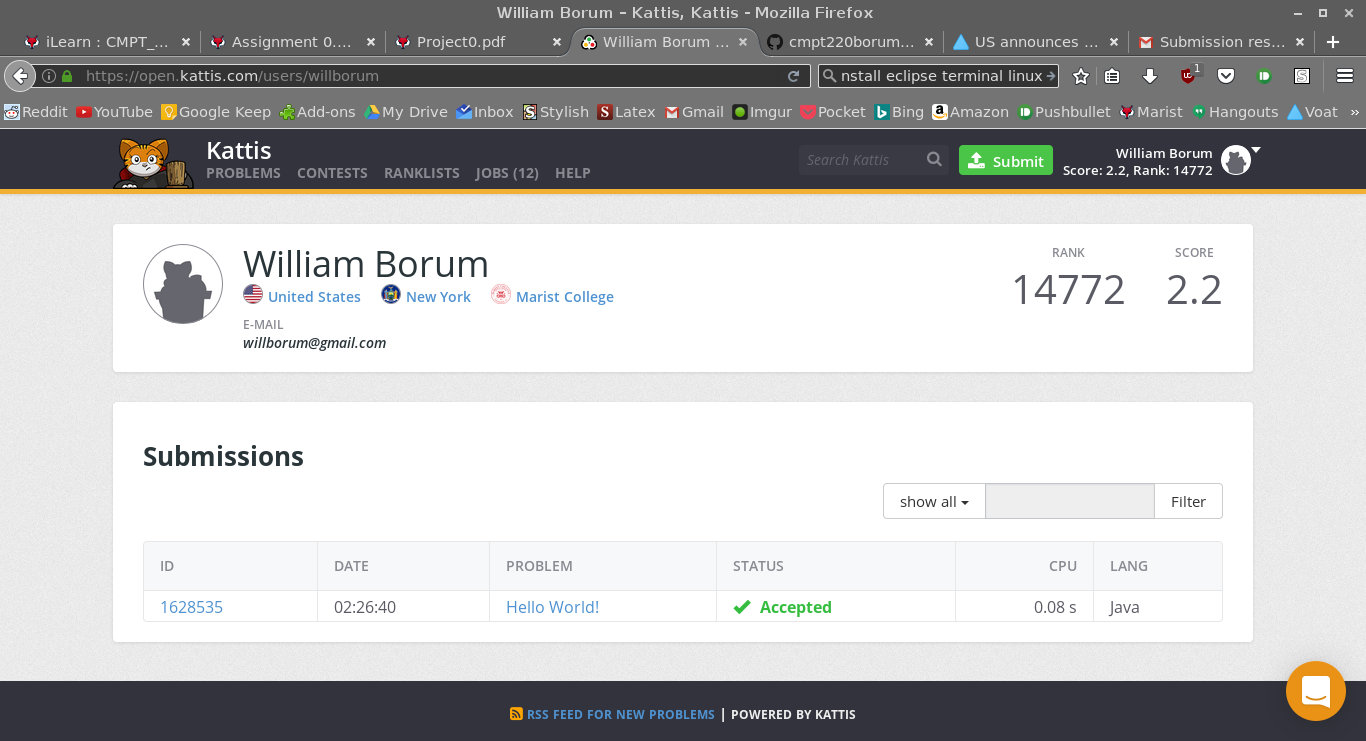 William Borum - Kattis, Kattis - Mozilla Firefox
iLearn : CMPT_... Assignment 0.... Project0.pdf William Borum ... cmpt220borum... US announces ... Submission res...
https://open.kattis.com/users/willborum nstall eclipse terminal linux 1
Reddit YouTube Google Keep Add-ons My Drive Inbox Stylish Latex Gmail Imgur Pocket Bing Amazon Pushbullet Marist Hangouts Voat »
Kattis
PROBLEMS CONTESTS RANKLISTS JOBS (12) HELP
Search Kattis
Submit
William Borum
Score: 2.2, Rank: 14772
William Borum
United States New York Marist College
E-MAIL
willborum@gmail.com
RANK SCORE
14772 2.2
Submissions
show all Filter
ID DATE PROBLEM STATUS CPU LANG
1628535 02:26:40 Hello World! Accepted 0.08 s Java
RSS FEED FOR NEW PROBLEMS | POWERED BY KATTIS